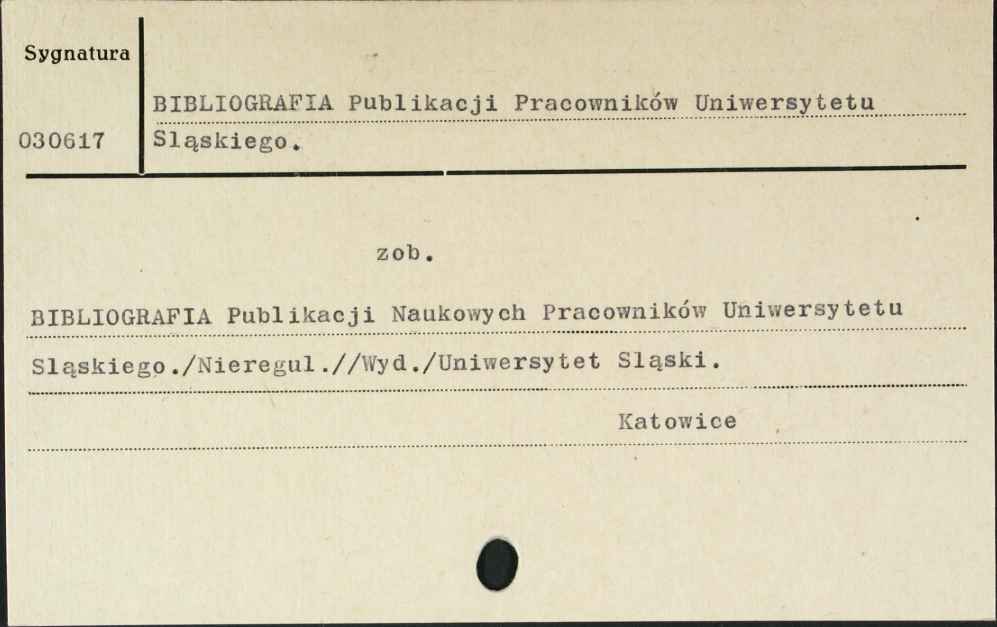 Sygnatura
BIBLIOGRAFIA Publikacji Pracowników Uniwersytetu
030617 Sląskiego.
zob.
BIBLIOGRAFIA Publikacji Naukowych Pracowników Uniwersytetu
Sląskiego./Nieregul.//Wyd./Uniwersytet Sląski.
Katowice